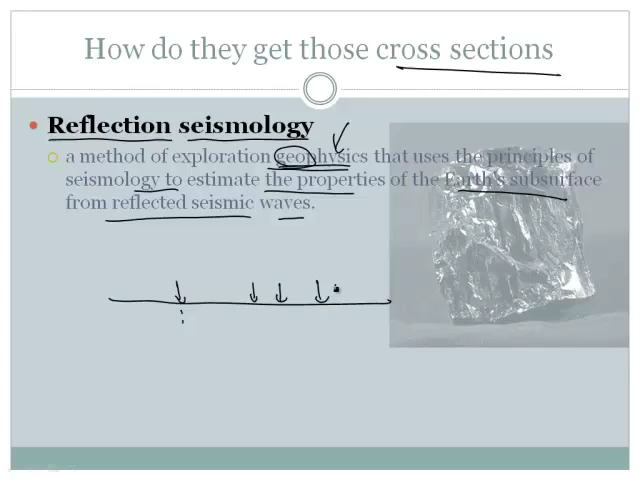 How do they get those cross sections
Reflection seismology
a method of exploration geophysics that uses the principles of
seismology to estimate the properties of the Earth's subsurface
from reflected seismic waves.